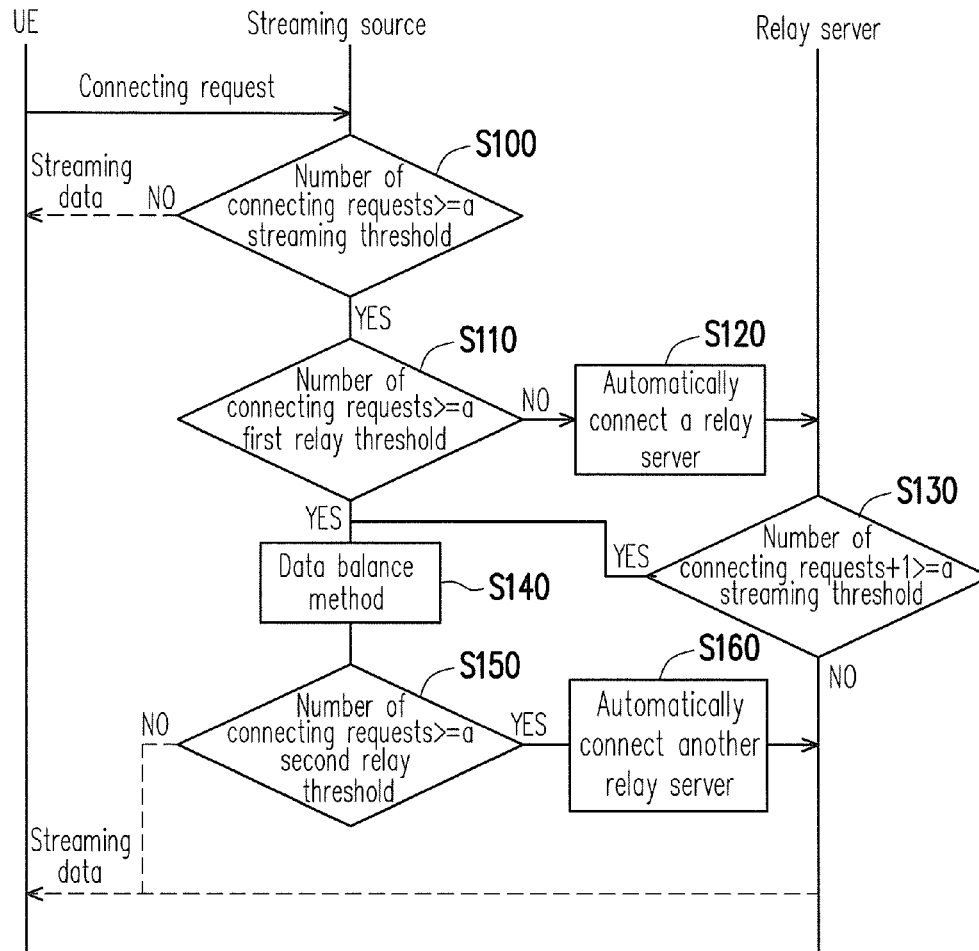 UE
Streaming source
Relay server
Connecting request
S100
Streaming
data
NO
Number of
connecting requests>=a
streaming threshold
YES
S110
Number of
connecting requests>=a
first relay threshold
NO
S120
Automatically
connect a relay
server
YES
S130
Number of
connecting requests+1>=a
streaming threshold
YES
NO
Data balance
method
S140
S150
NO
Number of
connecting requests>=a
second relay
threshold
YES
S160
Automatically
connect another
relay server
Streaming
data